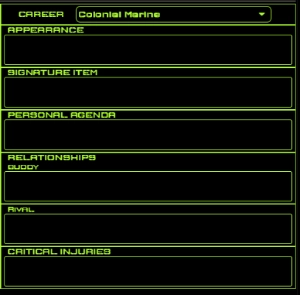 CAREER Colonial Marine
APPEARANCE
SIGNATURE ITEM
PERSONAL AGENDA
RELATIONSHIPS
BUDDY
RIVAL
CRITICAL INJURIES